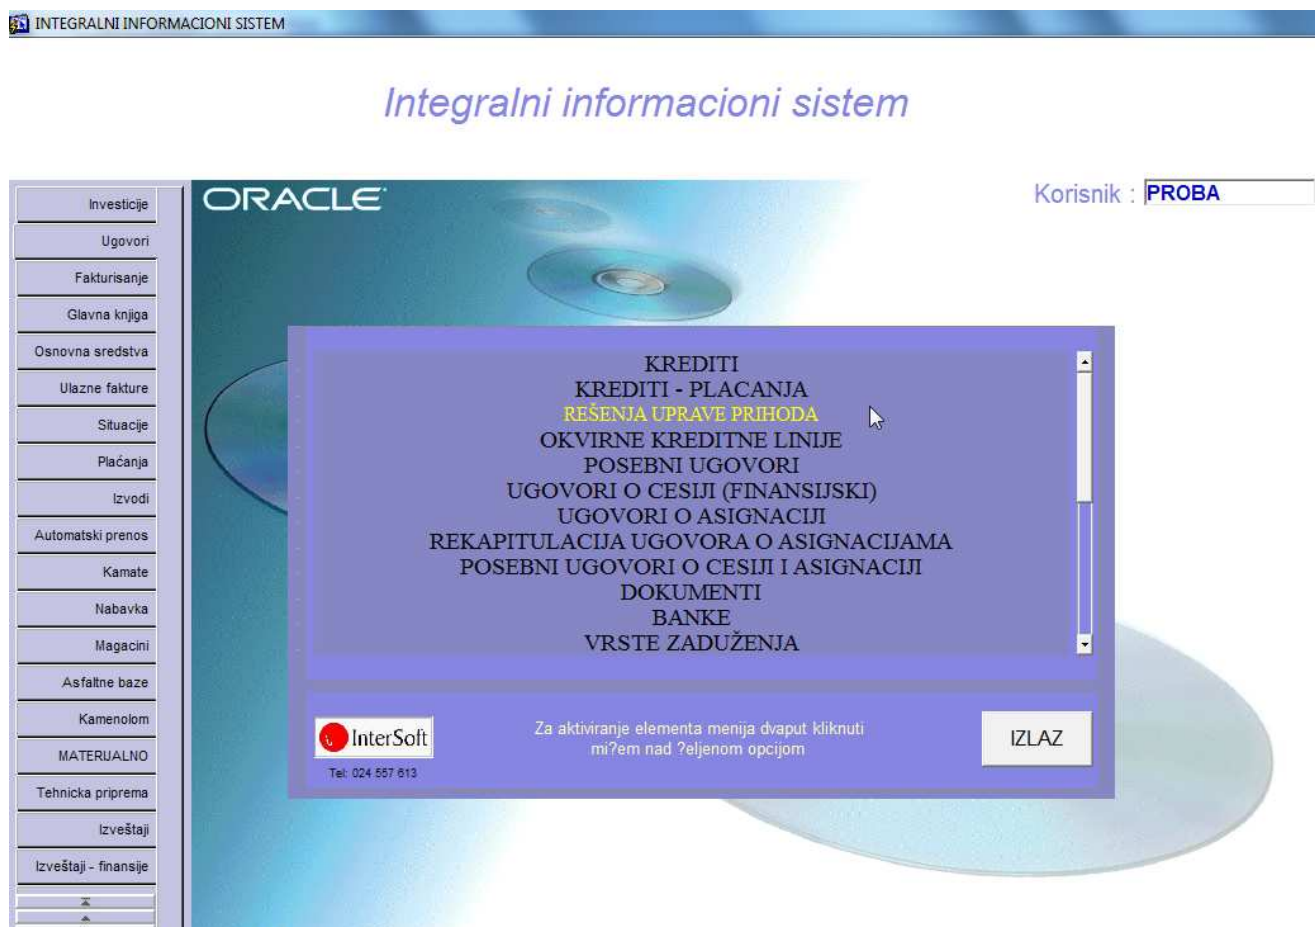 INTEGRALNI INFORMACIONI SISTEM
Integralni informacioni sistem
ORACLE
Korisnik : PROBA
Investicije
Ugovori
Fakturisanje
Glavna knjiga
Osnovna sredstva
Ulazne fakture
Situacije
Plaćanja
Izvodi
Automatski prenos
Kamate
Nabavka
Magacini
Asfaltne baze
Kamenolom
MATERIJALNO
Tehnicka priprema
Izveštaji
Izveštaji - finansije
KREDITI
KREDITI - PLACANJA
REŠENJA UPRAVE PRIHODA
OKVIRNE KREDITNE LINIJE
POSEBNI UGOVORI
UGOVORI O CESIJI (FINANSIJSKI)
UGOVORI O ASIGNACIJI
REKAPITULACIJA UGOVORA O ASIGNACIJAMA
POSEBNI UGOVORI O CESIJI I ASIGNACIJI
DOKUMENTI
BANKE
VRSTE ZADUŽENJA
InterSoft
Tel: 024 557 613
Za aktiviranje elementa menija dvaput kliknuti
mi?em nad ?eljenom opcijom
IZLAZ